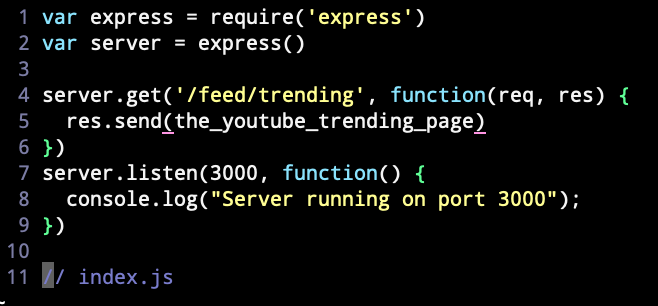 1 var express = require('express')
2 var server = express()
3
4 server.get('/feed/trending', function(req, res) {
5   res.send(the_youtube_trending_page)
6 })
7 server.listen(3000, function() {
8   console.log("Server running on port 3000");
9 })
10
11 // index.js
~